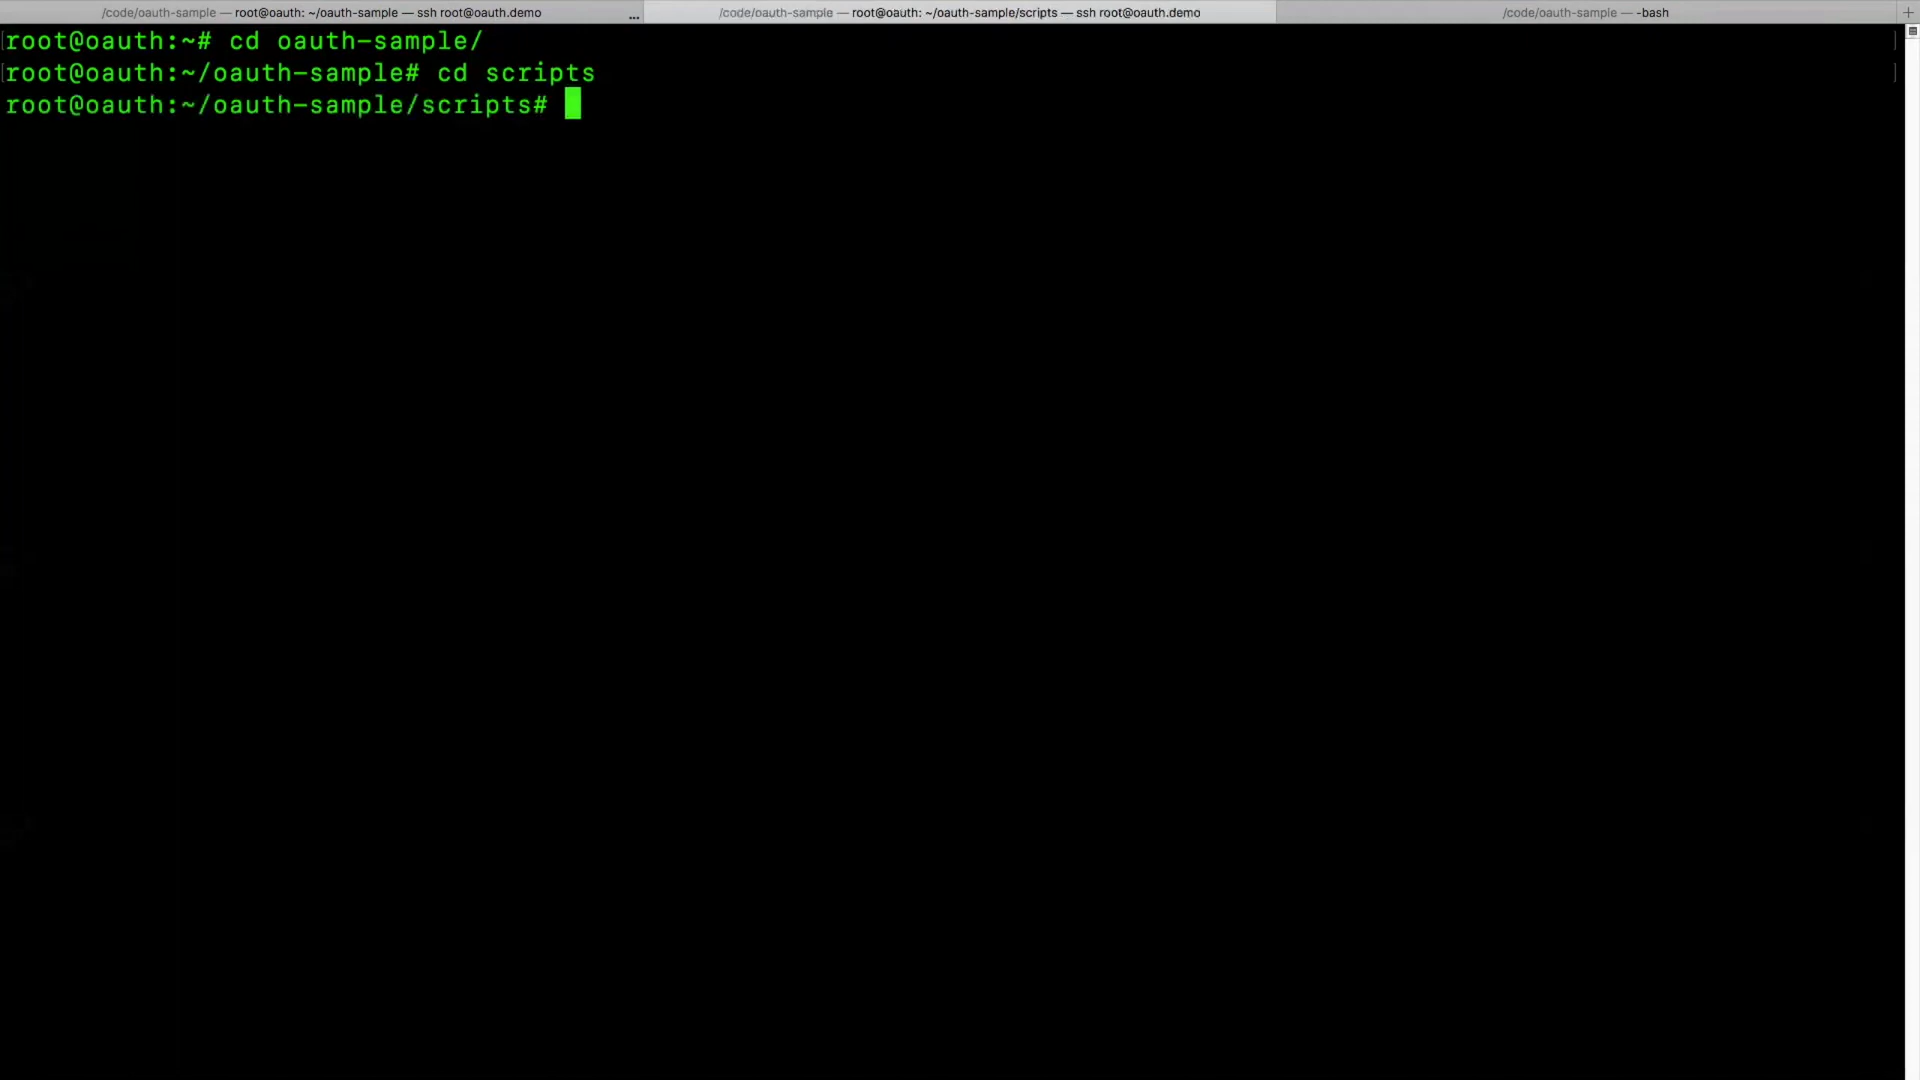 /code/oauth-sample — root@oauth: ~/oauth-sample — ssh root@oauth.demo ... /code/oauth-sample — root@oauth: ~/oauth-sample/scripts — ssh root@oauth.demo /code/oauth-sample — -bash +
[root@oauth:~# cd oauth-sample/ ]
[root@oauth:~/oauth-sample# cd scripts ]
root@oauth:~/oauth-sample/scripts#